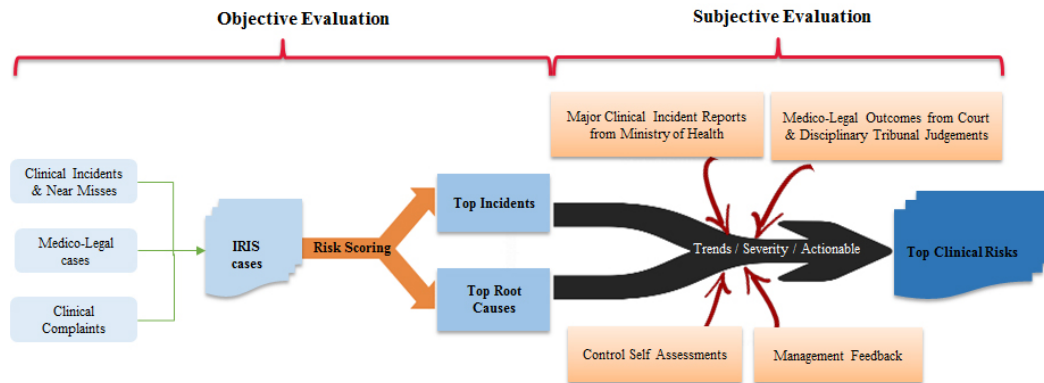 Objective Evaluation
Subjective Evaluation
Major Clinical Incident Reports
from Ministry of Health
Medico-Legal Outcomes from Court
& Disciplinary Tribunal Judgements
Clinical Incidents
& Near Misses
Medico-Legal
cases
Clinical
Complaints
IRIS
cases
Risk Scoring
Top Incidents
Top Root
Causes
Trends / Severity / Actionable
Top Clinical Risks
Control Self Assessments
Management Feedback